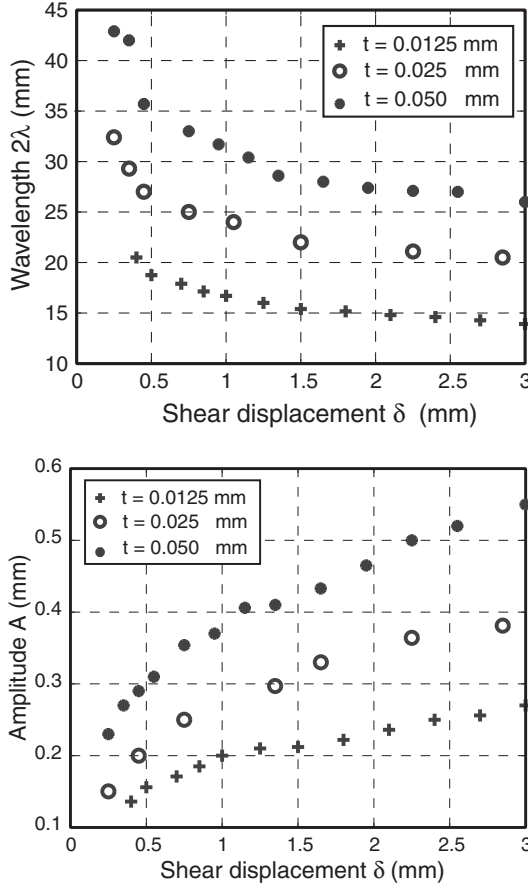 45
40
35
30
25
20
15
10
Wavelength 2λ (mm)
t = 0.0125 mm
t = 0.025 mm
t = 0.050 mm
0 0.5 1 1.5 2 2.5 3
Shear displacement δ (mm)
0.6
0.5
0.4
0.3
0.2
0.1
Amplitude A (mm)
t = 0.0125 mm
t = 0.025 mm
t = 0.050 mm
0 0.5 1 1.5 2 2.5 3
Shear displacement δ (mm)